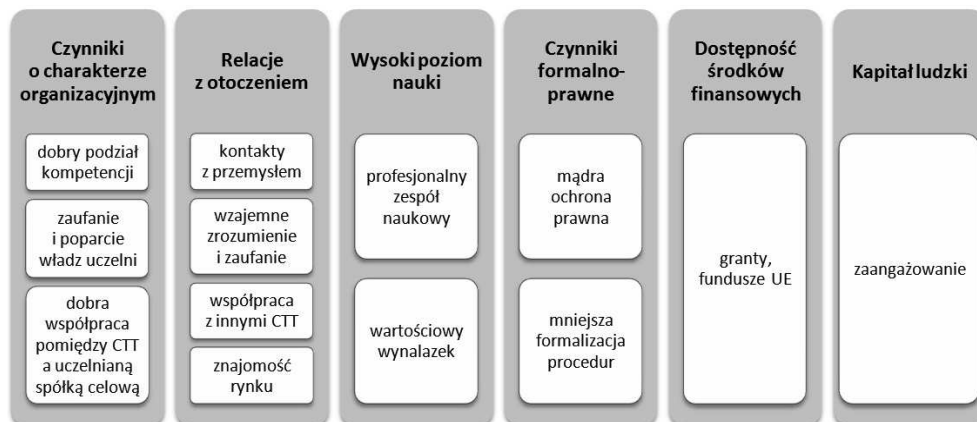 Czynniki
o charakterze
organizacyjnym
dobry podział
kompetencji
zaufanie
i poparcie
władz uczelni
dobra
współpraca
pomiędzy CTT
a uczelnianą
spółką celową
Relacje
z otoczeniem
kontakty
z przemysłem
wzajemne
zrozumienie
i zaufanie
współpraca
z innymi CTT
znajomość
rynku
Wysoki poziom
nauki
profesjonalny
zespół
naukowy
wartościowy
wynalazek
Czynniki
formalno-
prawne
mądra
ochrona
prawna
mniejsza
formalizacja
procedur
Dostępność
środków
finansowych
granty,
fundusze UE
Kapitał ludzki
zaangażowanie